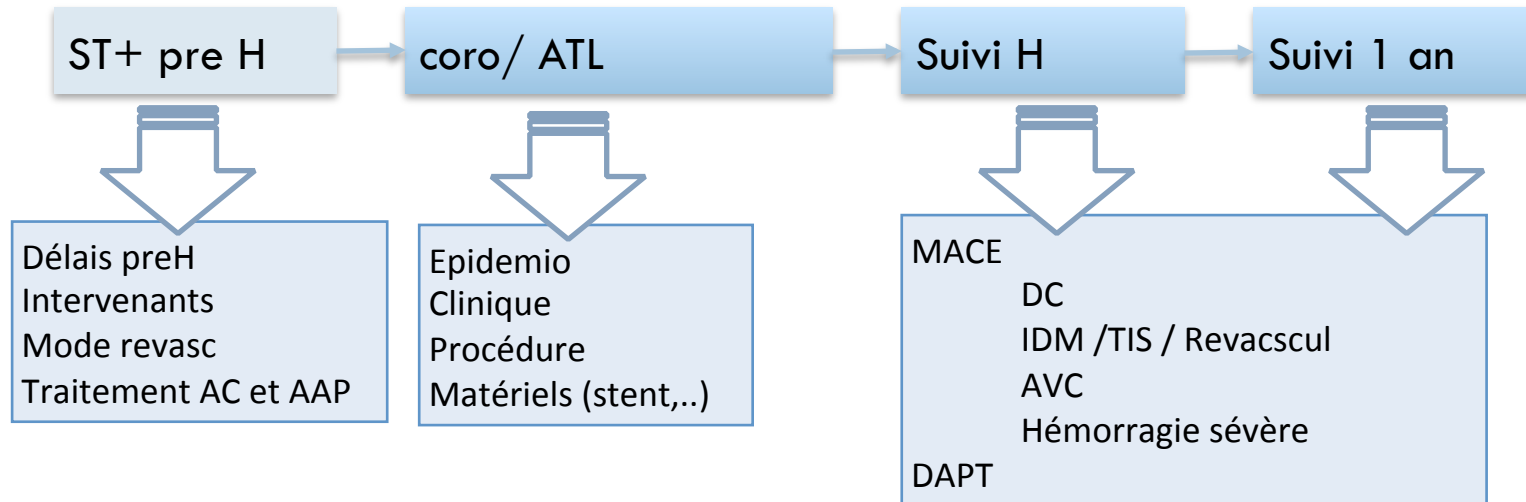 ST+ pre H
coro/ ATL
Suivi H
Suivi 1 an
Délais preH
Intervenants
Mode revasc
Traitement AC et AAP
Epidemio
Clinique
Procédure
Matériels (stent,..)
MACE
DC
IDM /TIS / Revacscul
AVC
Hémorragie sévère
DAPT